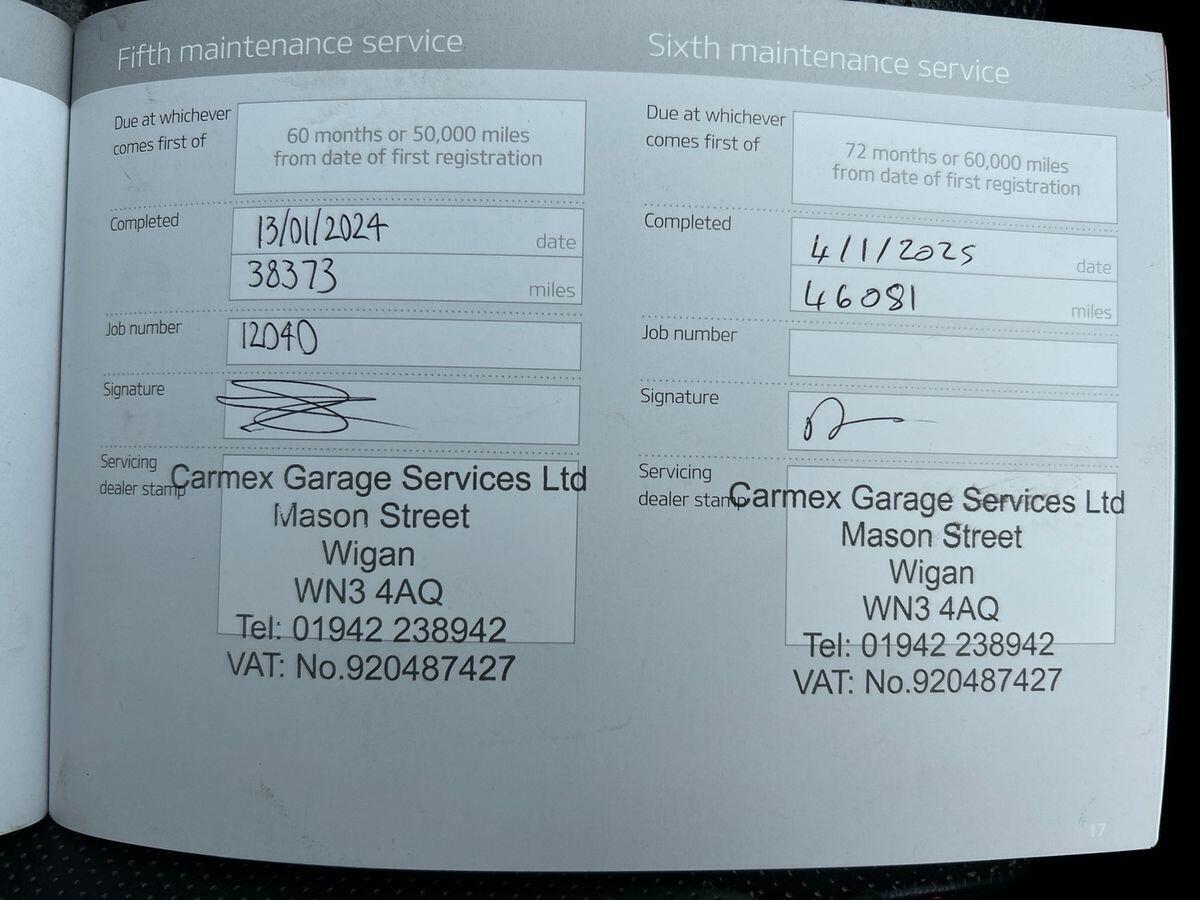 Fifth maintenance service
Due at whichever
comes first of
60 months or 50,000 miles
from date of first registration
Completed
13/01/2024
date
38373
miles
Job number
12040
Signature
Servicing
dealer stamp
Carmex Garage Services Ltd
Mason Street
Wigan
WN3 4AQ
Tel: 01942 238942
VAT: No.920487427
Sixth maintenance service
Due at whichever
comes first of
72 months or 60,000 miles
from date of first registration
Completed
4/1/2025
date
46081
miles
Job number
Signature
Servicing
dealer stamp
Carmex Garage Services Ltd
Mason Street
Wigan
WN3 4AQ
Tel: 01942 238942
VAT: No.920487427
17